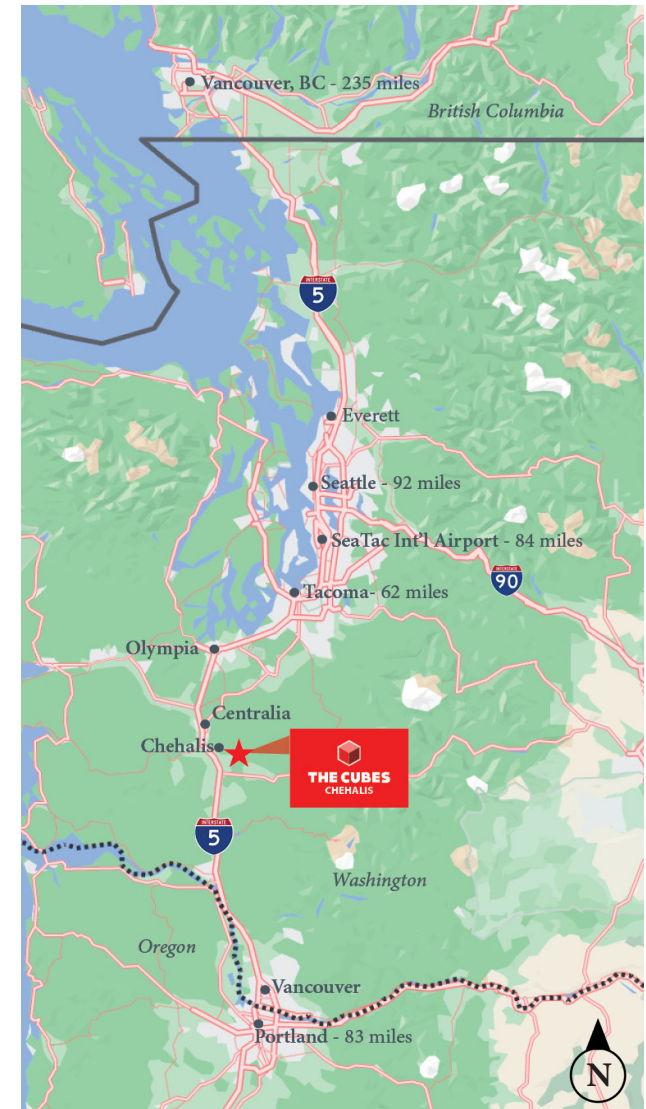 Vancouver, BC - 235 miles
British Columbia
INTERSTATE
5
Everett
Seattle - 92 miles
SeaTac Int'l Airport - 84 miles
INTERSTATE
90
Tacoma- 62 miles
Olympia
Centralia
Chehalis
THE CUBES
CHEHALIS
INTERSTATE
5
Washington
Oregon
Vancouver
Portland - 83 miles
N